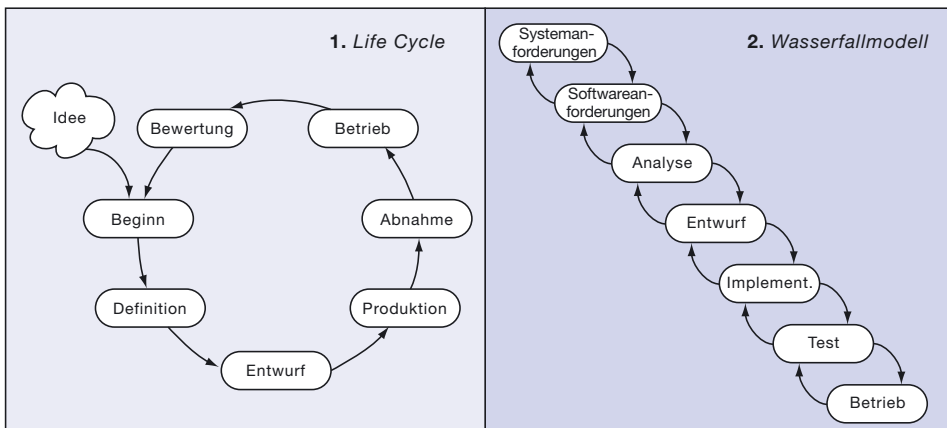 1. Life Cycle
Idee
Bewertung
Betrieb
Beginn
Abnahme
Definition
Produktion
Entwurf
2. Wasserfallmodell
Systeman-
forderungen
Softwarean-
forderungen
Analyse
Entwurf
Implement.
Test
Betrieb